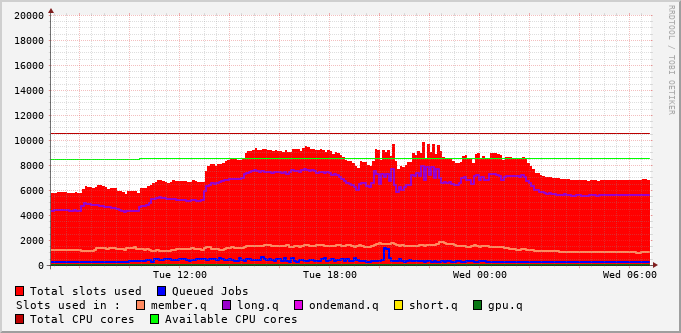 20000
18000
16000
14000
12000
10000
8000
6000
4000
2000
0
Tue 12:00 Tue 18:00 Wed 00:00 Wed 06:00
RRDTOOL / TOBI OETIKER
Total slots used Queued Jobs
Slots used in : member.q long.q ondemand.q short.q gpu.q
Total CPU cores Available CPU cores